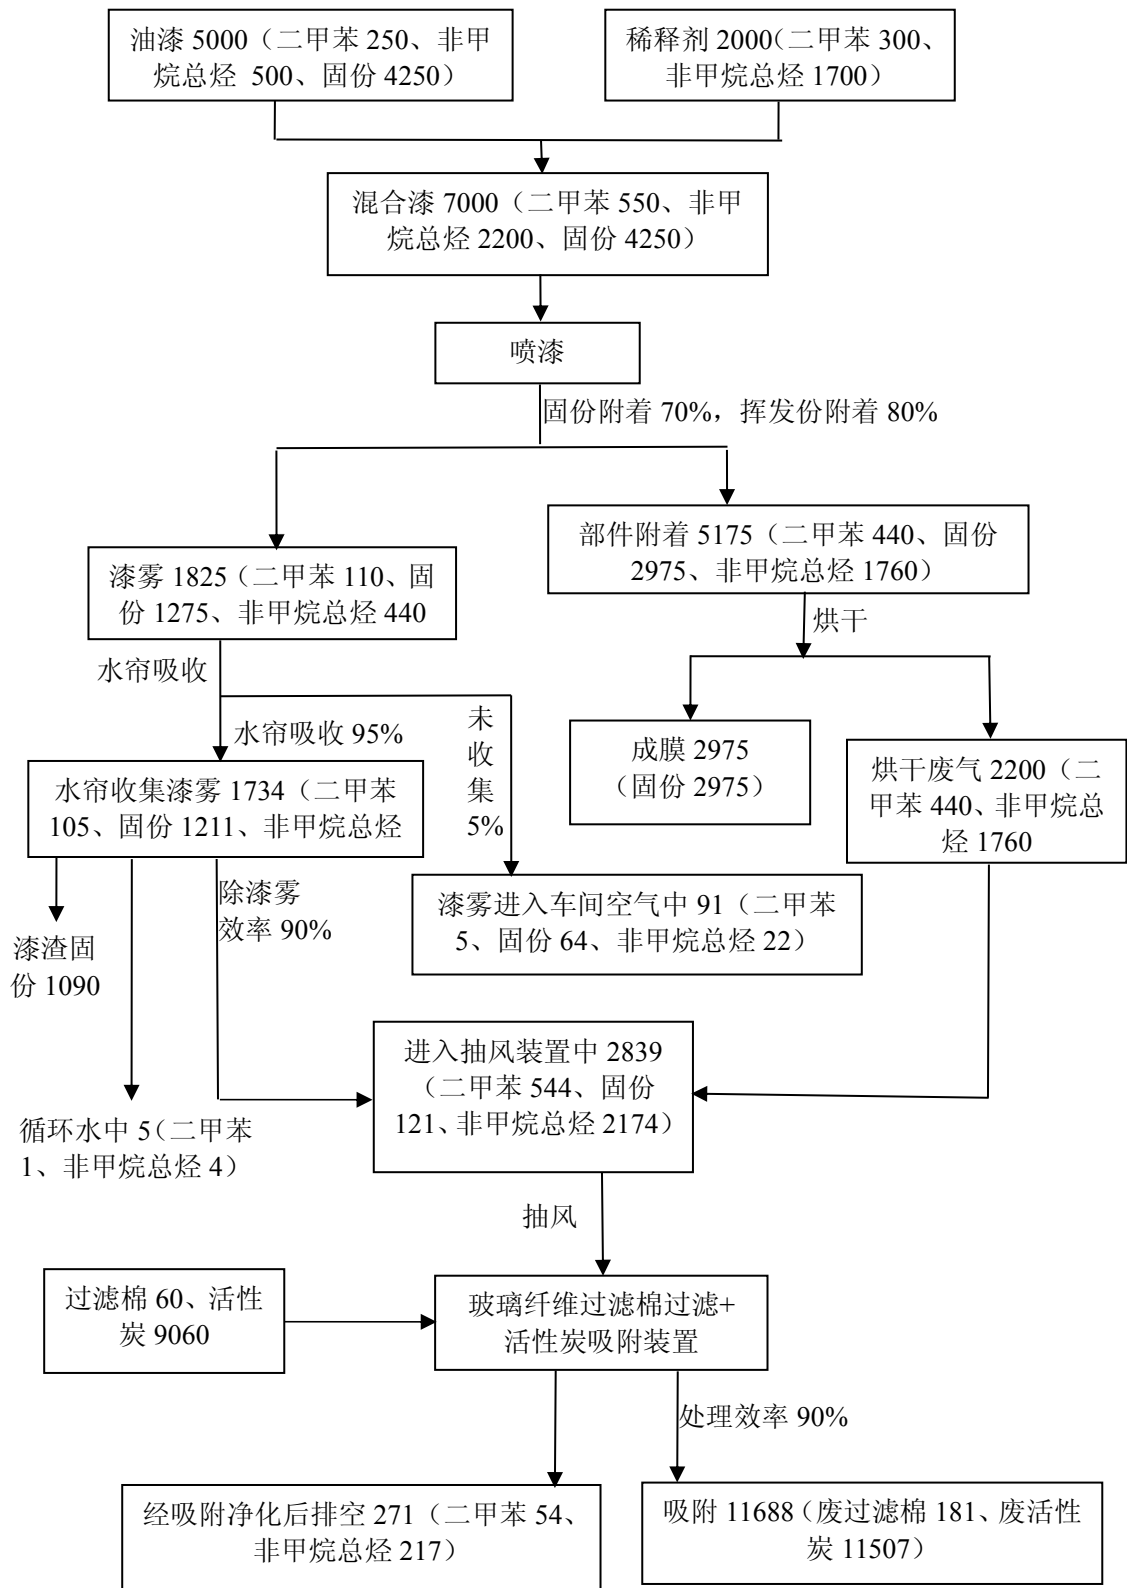 油漆 5000（二甲苯 250、非甲
烷总烃 500、固份 4250）
稀释剂 2000（二甲苯 300、
非甲烷总烃 1700）
混合漆 7000（二甲苯 550、非甲
烷总烃 2200、固份 4250）
喷漆
固份附着 70%，挥发份附着 80%
部件附着 5175（二甲苯 440、固份
2975、非甲烷总烃 1760）
漆雾 1825（二甲苯 110、固
份 1275、非甲烷总烃 440
烘干
水帘吸收
水帘吸收 95%
未
收
集
5%
成膜 2975
（固份 2975）
烘干废气 2200（二
甲苯 440、非甲烷总
烃 1760
水帘收集漆雾 1734（二甲苯
105、固份 1211、非甲烷总烃
除漆雾
效率 90%
漆雾进入车间空气中 91（二甲苯
5、固份 64、非甲烷总烃 22）
漆渣固
份 1090
进入抽风装置中 2839
（二甲苯 544、固份
121、非甲烷总烃 2174）
循环水中 5（二甲苯
1、非甲烷总烃 4）
抽风
过滤棉 60、活性
炭 9060
玻璃纤维过滤棉过滤+
活性炭吸附装置
处理效率 90%
经吸附净化后排空 271（二甲苯 54、
非甲烷总烃 217）
吸附 11688（废过滤棉 181、废活性
炭 11507）